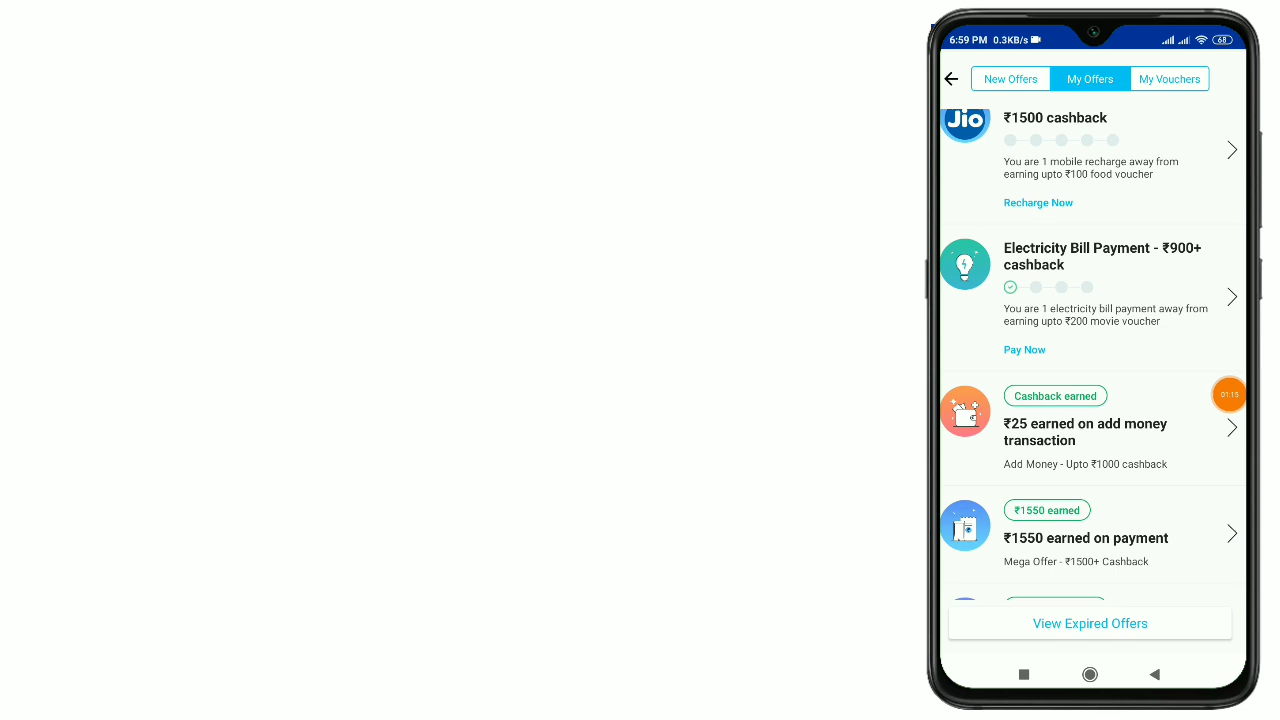 6:59 PM 0.3KB/s 68
New Offers My Offers My Vouchers
Jio ₹1500 cashback
You are 1 mobile recharge away from
earning upto ₹100 food voucher
Recharge Now
Electricity Bill Payment - ₹900+
cashback
You are 1 electricity bill payment away from
earning upto ₹200 movie voucher
Pay Now
Cashback earned
01:15
₹25 earned on add money
transaction
Add Money - Upto ₹1000 cashback
₹1550 earned
₹1550 earned on payment
Mega Offer - ₹1500+ Cashback
View Expired Offers